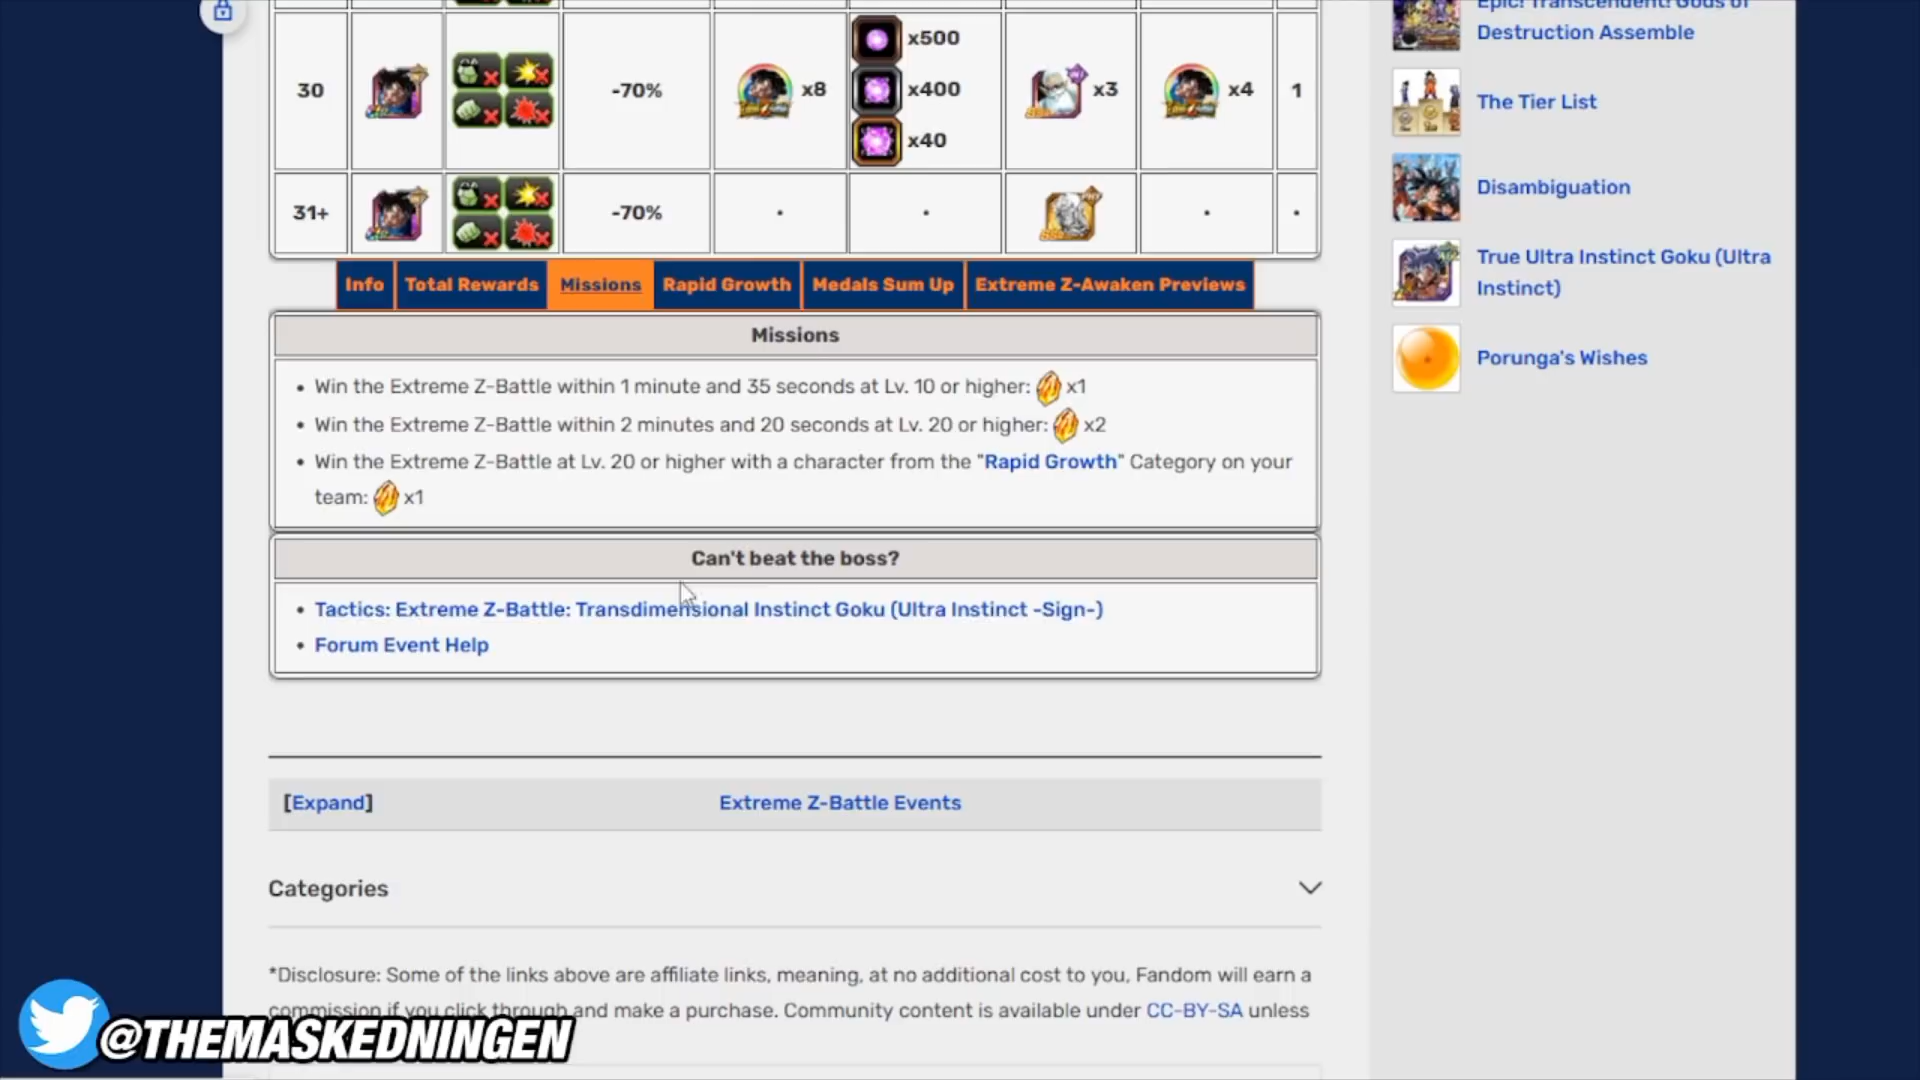 Epic! Transcendent! Gods of
Destruction Assemble
The Tier List
Disambiguation
True Ultra Instinct Goku (Ultra
Instinct)
Porunga's Wishes
30 -70% x8 x500 x400 x40 x3 x4 1
31+ -70% · · · ·
Info Total Rewards Missions Rapid Growth Medals Sum Up Extreme Z-Awaken Previews
Missions
• Win the Extreme Z-Battle within 1 minute and 35 seconds at Lv. 10 or higher: x1
• Win the Extreme Z-Battle within 2 minutes and 20 seconds at Lv. 20 or higher: x2
• Win the Extreme Z-Battle at Lv. 20 or higher with a character from the "Rapid Growth" Category on your
team: x1
Can't beat the boss?
• Tactics: Extreme Z-Battle: Transdimensional Instinct Goku (Ultra Instinct -Sign-)
• Forum Event Help
[Expand] Extreme Z-Battle Events
Categories
*Disclosure: Some of the links above are affiliate links, meaning, at no additional cost to you, Fandom will earn a
commission if you click through and make a purchase. Community content is available under CC-BY-SA unless
@THEMASKEDNINGEN